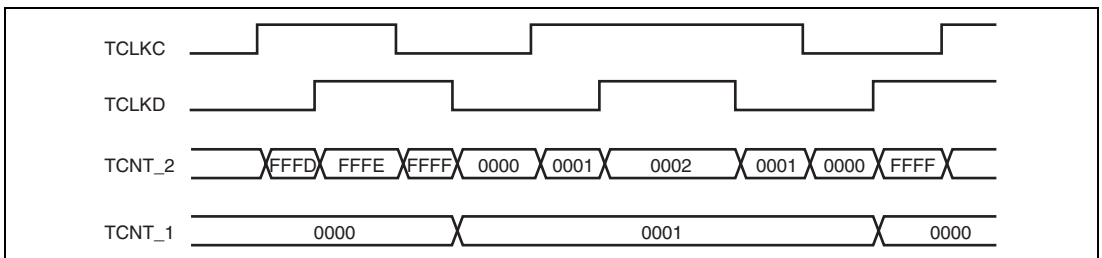 TCLKC
TCLKD
TCNT_2 FFFD FFFE FFFF 0000 0001 0002 0001 0000 FFFF
TCNT_1 0000 0001 0000